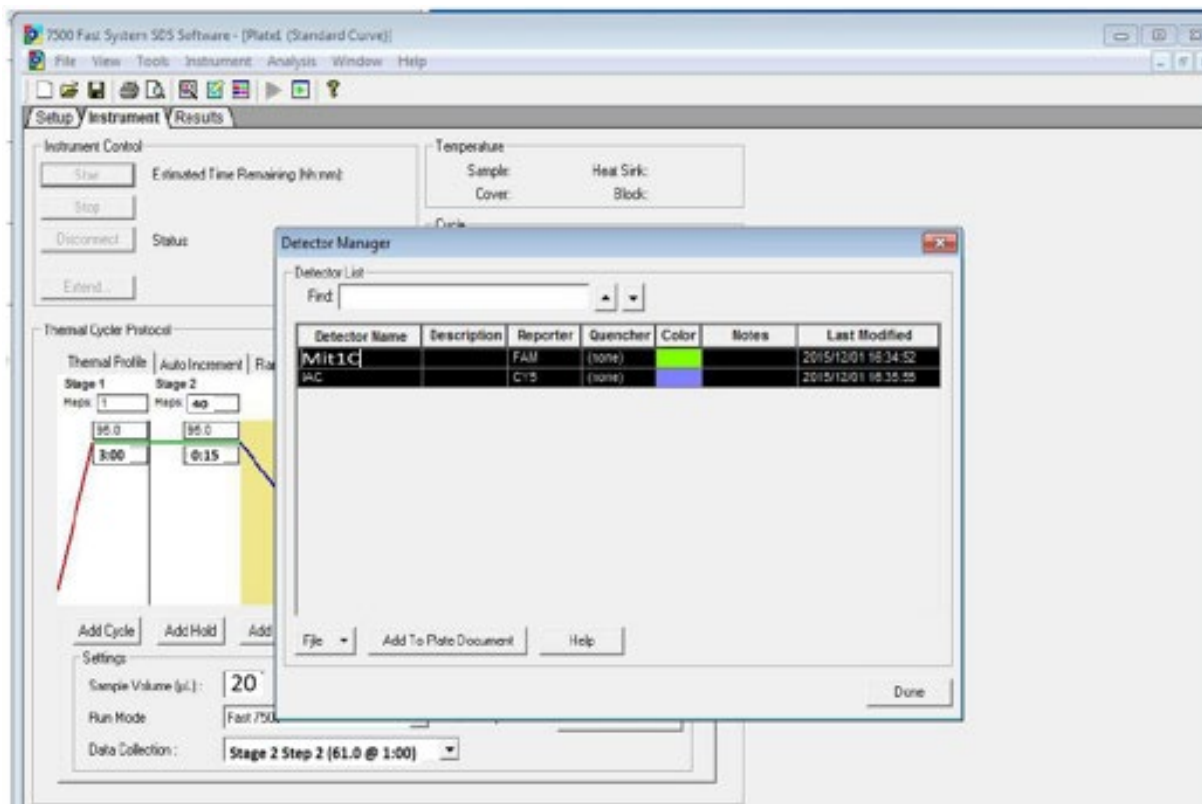 7500 Fast System SDS Software - [Plate1 (Standard Curve)]
File View Tools Instrument Analysis Window Help
Setup Instrument Results
Instrument Control
Start Estimated Time Remaining (hh:mm):
Stop
Disconnect Status
Extend...
Temperature
Sample: Heat Sink:
Cover: Block:
Cycle
Detector Manager
Detector List
Find:
Detector Name Description Reporter Quencher Color Notes Last Modified
Mit1C FAM (none) 2015/12/01 16:34:52
IAC CY5 (none) 2015/12/01 16:35:55
File Add To Plate Document Help
Done
Thermal Cycler Protocol
Thermal Profile Auto Increment
Stage 1 Stage 2
Reps: 1 Reps: 40
95.0 95.0
3:00 0:15
Add Cycle Add Hold Add
Settings
Sample Volume (µL) : 20
Run Mode Fast 7500
Data Collection : Stage 2 Step 2 (61.0 @ 1:00)